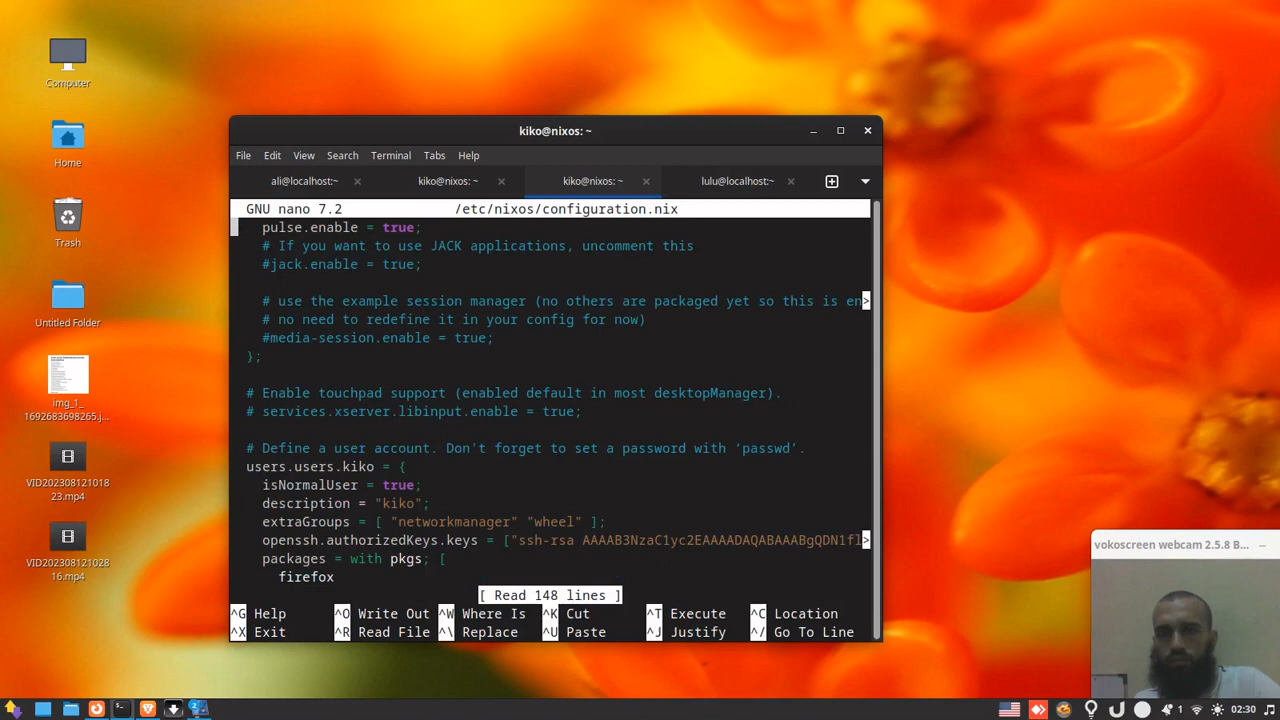 Computer
Home
Trash
Untitled Folder
img_1_
1692683698265.j...
VID202308121018
23.mp4
VID202308121028
16.mp4
kiko@nixos: ~
File Edit View Search Terminal Tabs Help
ali@localhost:~ kiko@nixos: ~ kiko@nixos: ~ lulu@localhost:~
GNU nano 7.2 /etc/nixos/configuration.nix
pulse.enable = true;
# If you want to use JACK applications, uncomment this
#jack.enable = true;
# use the example session manager (no others are packaged yet so this is en>
# no need to redefine it in your config for now)
#media-session.enable = true;
};
# Enable touchpad support (enabled default in most desktopManager).
# services.xserver.libinput.enable = true;
# Define a user account. Don't forget to set a password with ‘passwd’.
users.users.kiko = {
isNormalUser = true;
description = "kiko";
extraGroups = [ "networkmanager" "wheel" ];
openssh.authorizedKeys.keys = ["ssh-rsa AAAAB3NzaC1yc2EAAAADAQABAAABgQDN1fl>
packages = with pkgs; [
firefox
[ Read 148 lines ]
^G Help ^O Write Out ^W Where Is ^K Cut ^T Execute ^C Location
^X Exit ^R Read File ^\ Replace ^U Paste ^J Justify ^/ Go To Line
vokoscreen webcam 2.5.8 B...
1 02:30